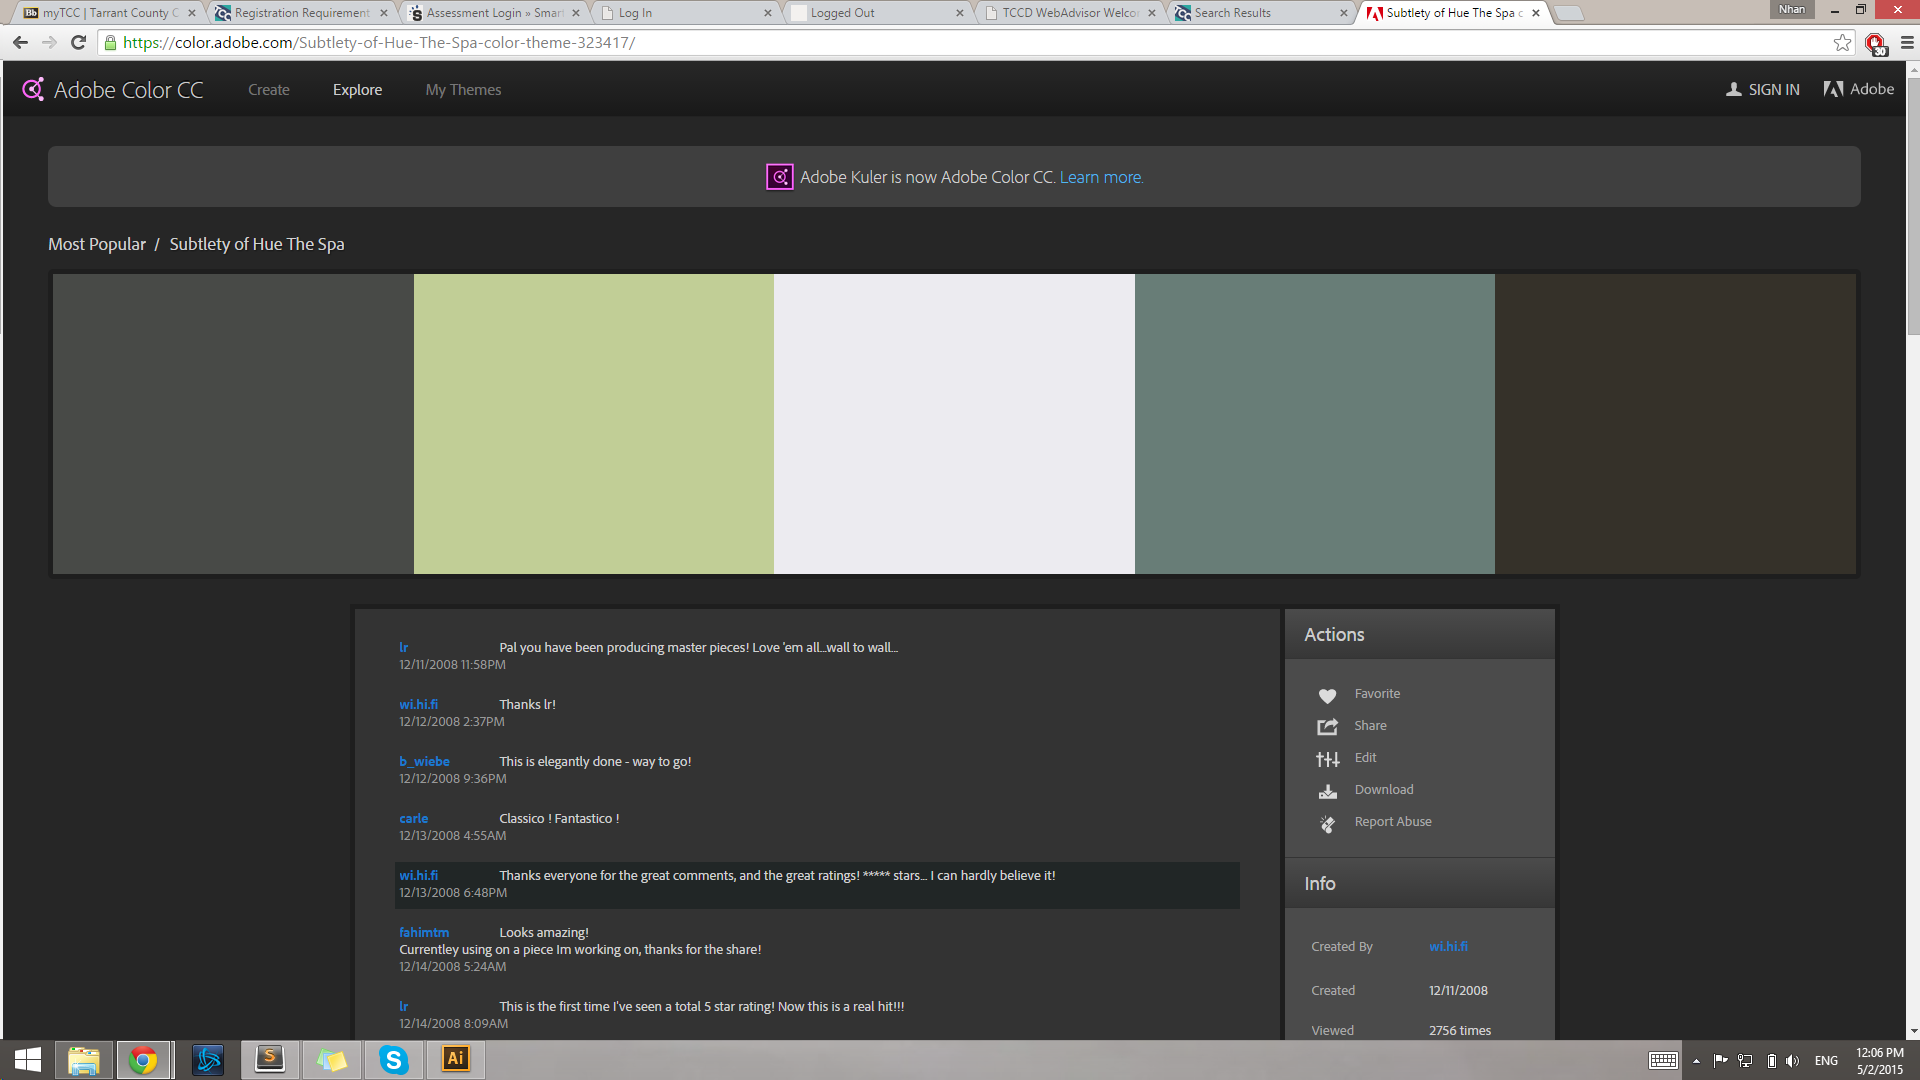 myTCC | Tarrant County C
Registration Requirement
Assessment Login » Smar
Log In
Logged Out
TCCD WebAdvisor Welco
Search Results
Subtlety of Hue The Spa c
Nhan
https://color.adobe.com/Subtlety-of-Hue-The-Spa-color-theme-323417/
Adobe Color CC
Create
Explore
My Themes
SIGN IN
Adobe
Adobe Kuler is now Adobe Color CC. Learn more.
Most Popular / Subtlety of Hue The Spa
lr Pal you have been producing master pieces! Love 'em all...wall to wall...
12/11/2008 11:58PM
wi.hi.fi Thanks lr!
12/12/2008 2:37PM
b_wiebe This is elegantly done - way to go!
12/12/2008 9:36PM
carle Classico ! Fantastico !
12/13/2008 4:55AM
wi.hi.fi Thanks everyone for the great comments, and the great ratings! ***** stars... I can hardly believe it!
12/13/2008 6:48PM
fahimtm Looks amazing!
Currentley using on a piece Im working on, thanks for the share!
12/14/2008 5:24AM
lr This is the first time I've seen a total 5 star rating! Now this is a real hit!!!
12/14/2008 8:09AM
Actions
Favorite
Share
Edit
Download
Report Abuse
Info
Created By wi.hi.fi
Created 12/11/2008
Viewed 2756 times
Bb
30
S
S
Ai
ENG
12:06 PM
5/2/2015